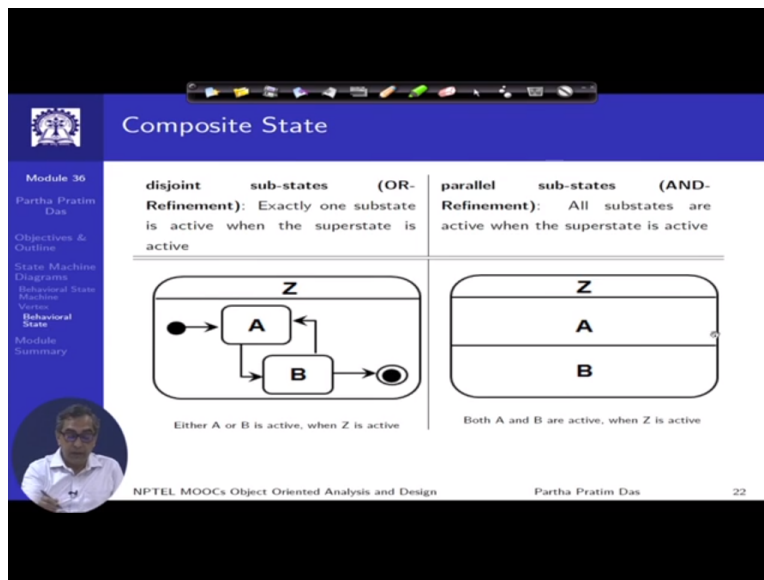 Composite State
Module 36
Partha Pratim
Das
Objectives &
Outline
State Machine
Diagrams
Behavioral State
Machine
Vertex
Behavioral
State
Module
Summary
disjoint sub-states (OR-
Refinement): Exactly one substate
is active when the superstate is
active
parallel sub-states (AND-
Refinement): All substates are
active when the superstate is active
Z
A
B
Either A or B is active, when Z is active
Z
A
B
Both A and B are active, when Z is active
NPTEL MOOCs Object Oriented Analysis and Design
Partha Pratim Das
22